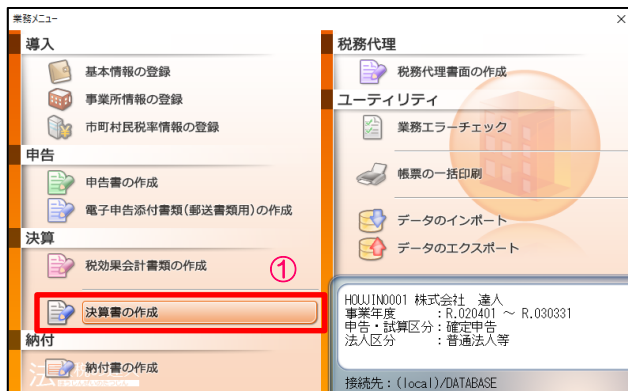 業務メニュー
×
導入
基本情報の登録
事業所情報の登録
市町村民税率情報の登録
申告
申告書の作成
電子申告添付書類(郵送書類用)の作成
決算
税効果会計書類の作成
①
決算書の作成
納付
納付書の作成
税務代理
税務代理書面の作成
ユーティリティ
業務エラーチェック
帳票の一括印刷
データのインポート
データのエクスポート
HOUJIN0001 株式会社 達人
事業年度 :R.020401 ～ R.030331
申告・試算区分:確定申告
法人区分 :普通法人等
接続先:(local)/DATABASE